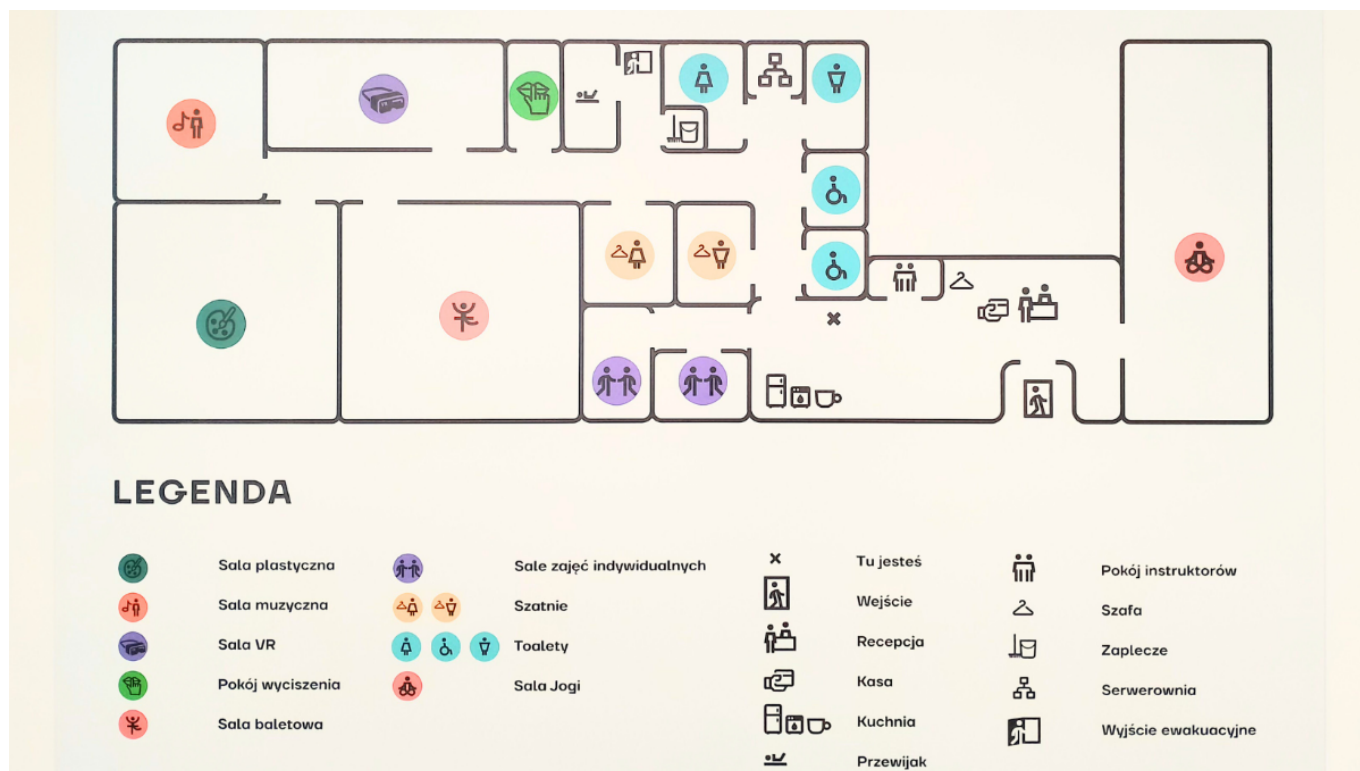 LEGENDA
Sala plastyczna
Sala muzyczna
Sala VR
Pokój wyciszenia
Sala baletowa
Sale zajęć indywidualnych
Szatnie
Toalety
Sala Jogi
Tu jesteś
Wejście
Recepcja
Kasa
Kuchnia
Przewijak
Pokój instruktorów
Szafa
Zaplecze
Serwerownia
Wyjście ewakuacyjne